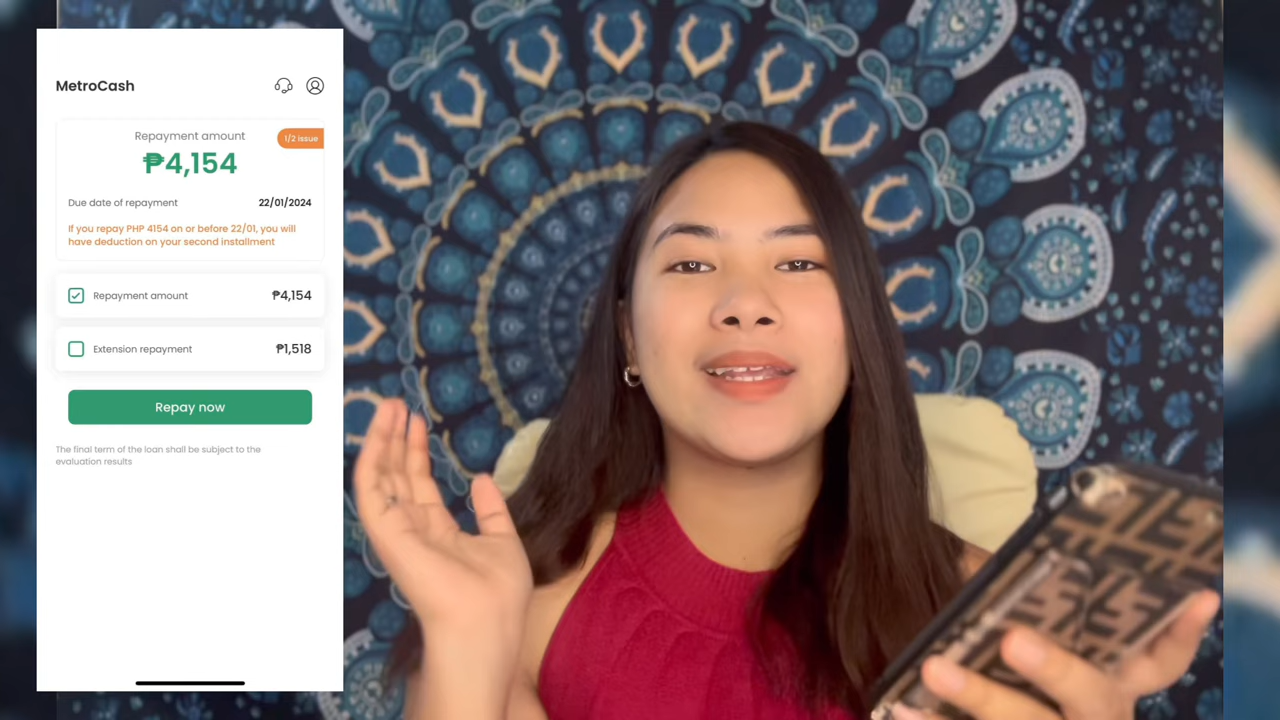 MetroCash
Repayment amount
1/2 issue
₱4,154
Due date of repayment 22/01/2024
If you repay PHP 4154 on or before 22/01, you will
have deduction on your second installment
Repayment amount ₱4,154
Extension repayment ₱1,518
Repay now
The final term of the loan shall be subject to the
evaluation results